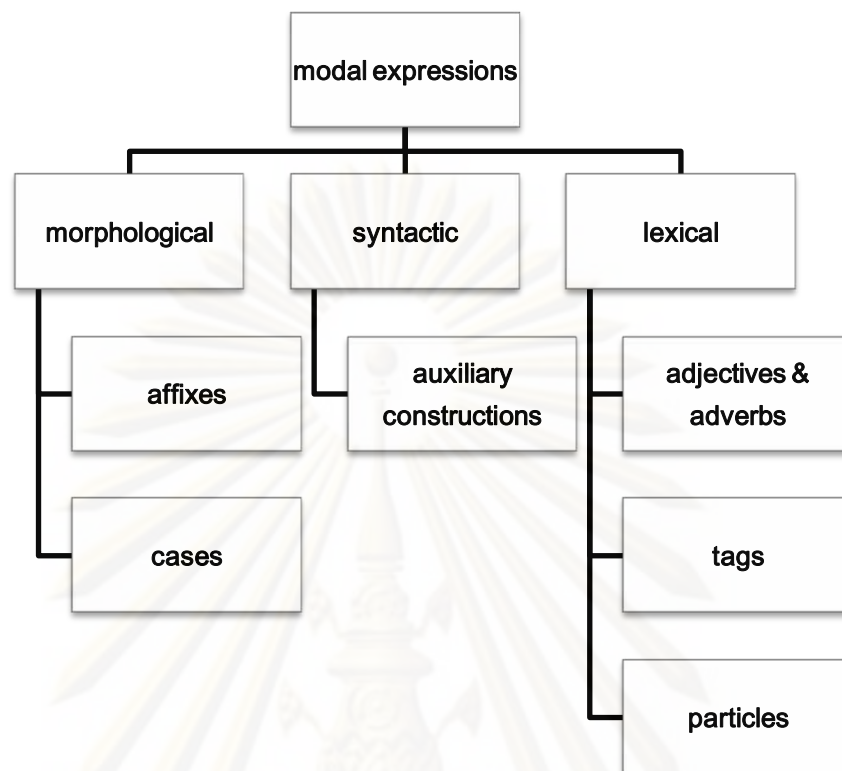 modal expressions
morphological
syntactic
lexical
affixes
auxiliary
constructions
adjectives &
adverbs
cases
tags
particles